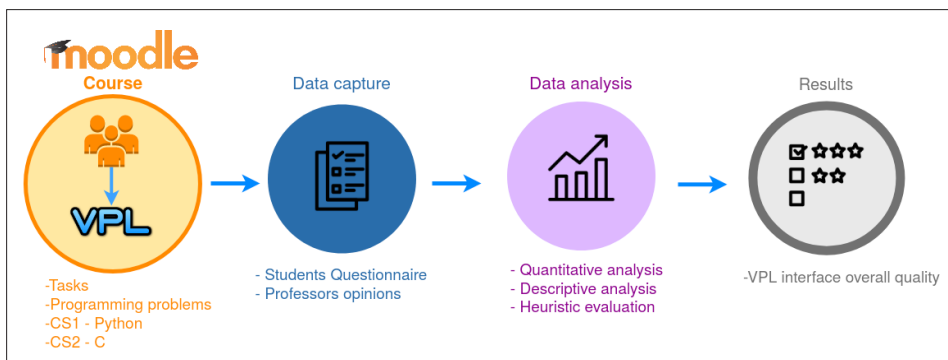 moodle
Course
VPL
-Tasks
-Programming problems
-CS1 - Python
-CS2 - C
Data capture
- Students Questionnaire
- Professors opinions
Data analysis
- Quantitative analysis
- Descriptive analysis
- Heuristic evaluation
Results
-VPL interface overall quality